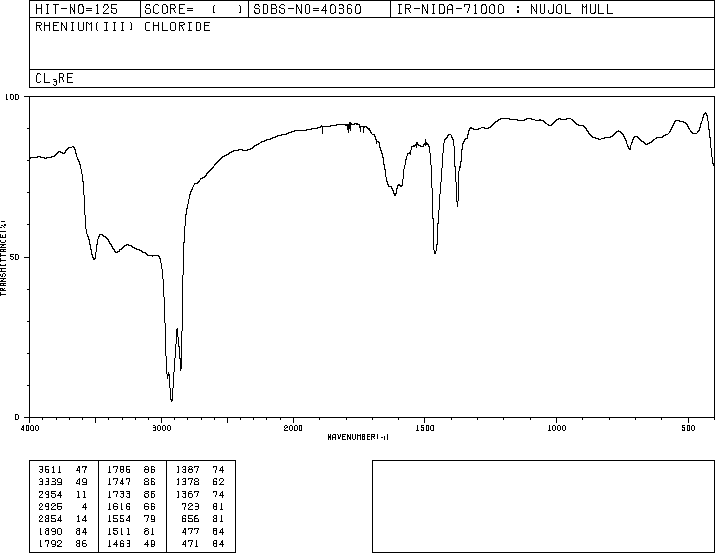 HIT-NO=125 SCORE= ( ) SDBS-NO=40360 IR-NIDA-71000 : NUJOL MULL
RHENIUM(III) CHLORIDE
CL3RE
100
50
0
TRANSMITTANCE(%)
4000 3000 2000 1500 1000 500
WAVENUMBER(-1)
3511 47 1786 86 1387 74
3339 49 1747 86 1378 62
2954 11 1733 86 1367 74
2925 4 1616 66 723 81
2854 14 1554 79 656 81
1890 84 1511 81 477 84
1792 86 1463 49 471 84